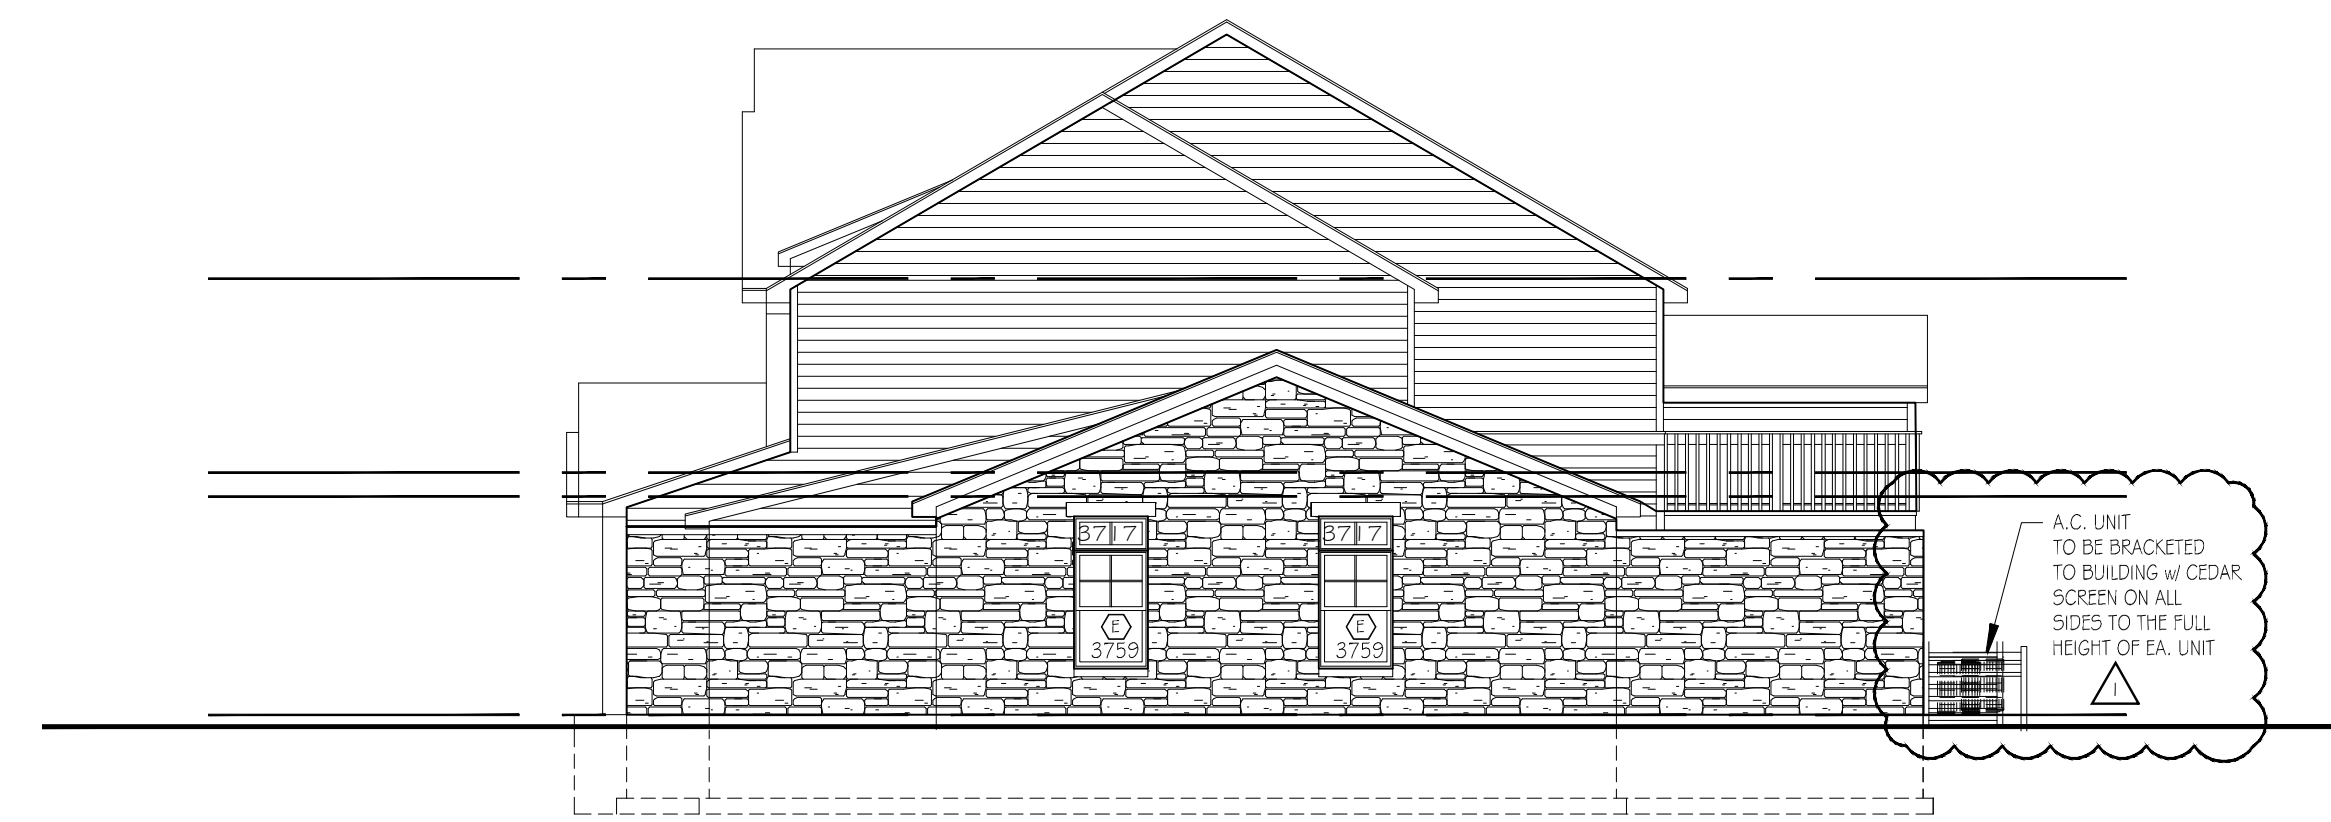 A.C. UNIT
TO BE BRACKETED
TO BUILDING w/ CEDAR
SCREEN ON ALL
SIDES TO THE FULL
HEIGHT OF EA. UNIT
1
3717
3717
E
3759
E
3759